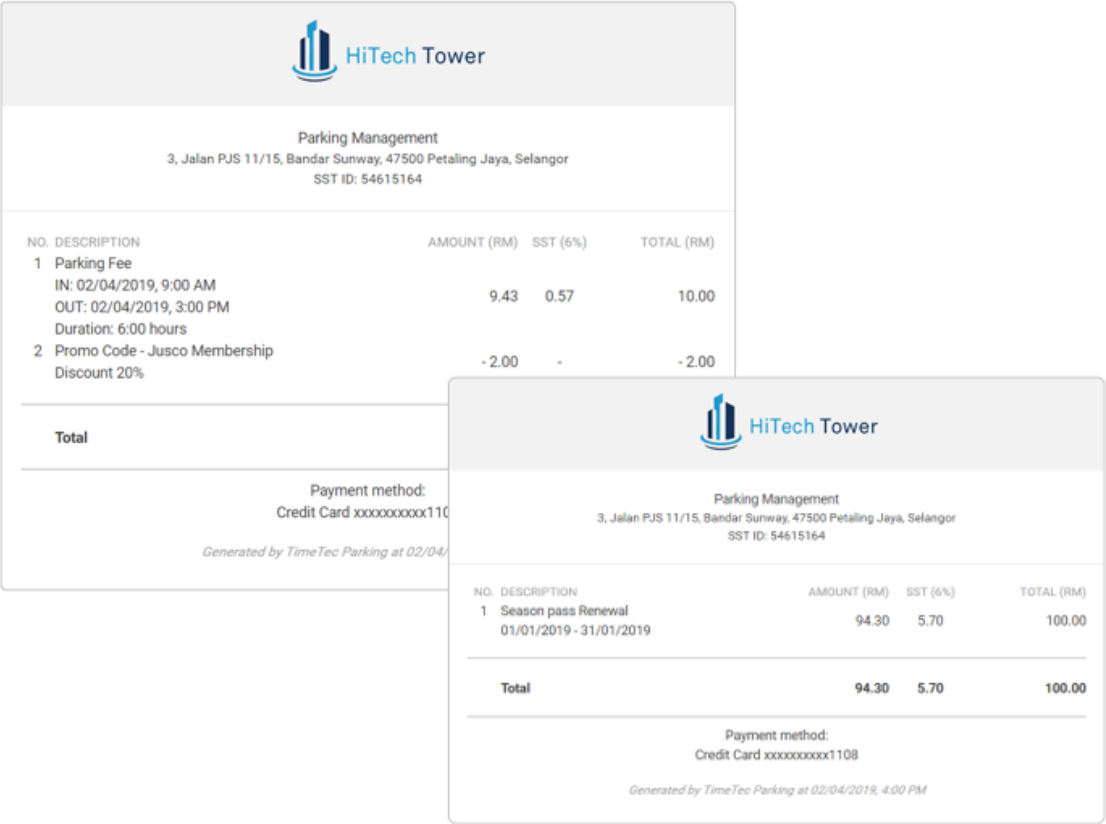 HiTech Tower
Parking Management
3, Jalan PJS 11/15, Bandar Sunway, 47500 Petaling Jaya, Selangor
SST ID: 54615164
NO. DESCRIPTION AMOUNT (RM) SST (6%) TOTAL (RM)
1 Parking Fee
IN: 02/04/2019, 9:00 AM
9.43 0.57 10.00
OUT: 02/04/2019, 3:00 PM
Duration: 6:00 hours
2 Promo Code - Jusco Membership
- 2.00 - - 2.00
Discount 20%
Total
Payment method:
Credit Card xxxxxxxxxx110
Generated by TimeTec Parking at 02/04/
HiTech Tower
Parking Management
3, Jalan PJS 11/15, Bandar Sunway, 47500 Petaling Jaya, Selangor
SST ID: 54615164
NO. DESCRIPTION AMOUNT (RM) SST (6%) TOTAL (RM)
1 Season pass Renewal
94.30 5.70 100.00
01/01/2019 - 31/01/2019
Total 94.30 5.70 100.00
Payment method:
Credit Card xxxxxxxxxx1108
Generated by TimeTec Parking at 02/04/2019, 4:00 PM